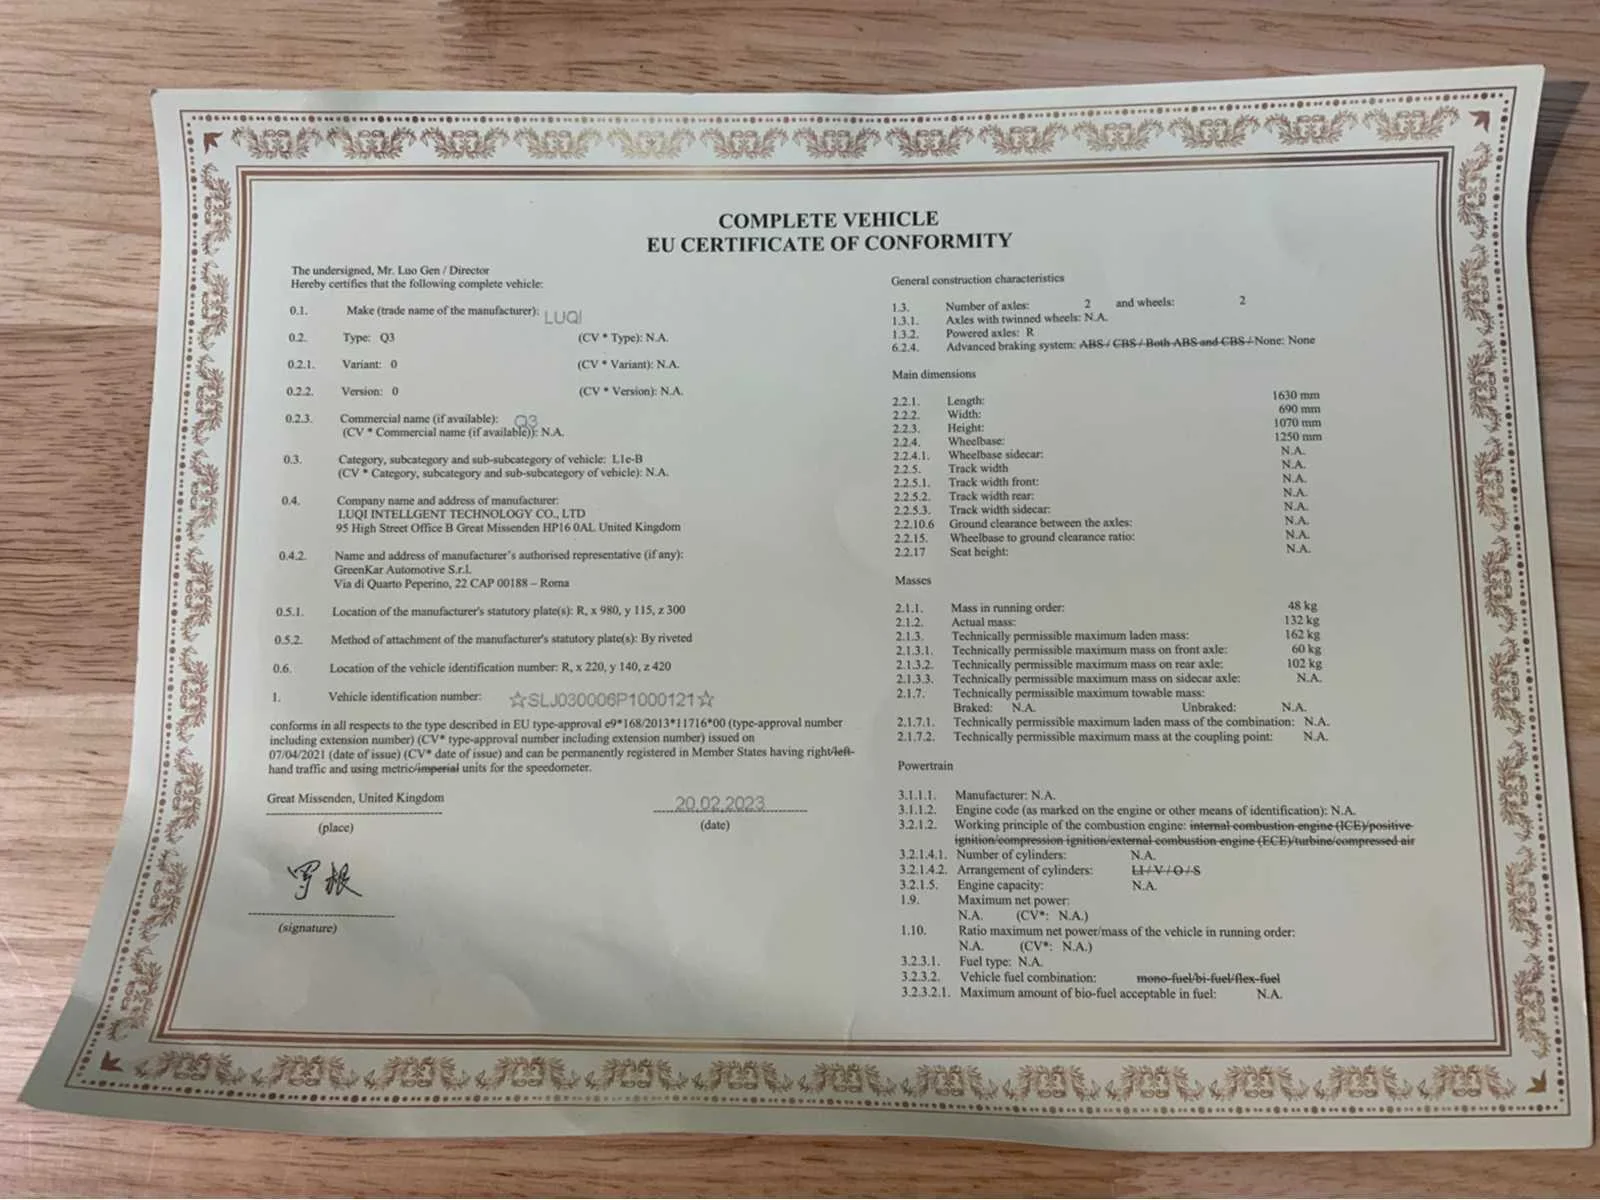 COMPLETE VEHICLE
EU CERTIFICATE OF CONFORMITY
The undersigned, Mr. Luo Gen / Director
Hereby certifies that the following complete vehicle:
0.1. Make (trade name of the manufacturer): LUQI
0.2. Type: Q3 (CV * Type): N.A.
0.2.1. Variant: 0 (CV * Variant): N.A.
0.2.2. Version: 0 (CV * Version): N.A.
0.2.3. Commercial name (if available): Q3
(CV * Commercial name (if available)): N.A.
0.3. Category, subcategory and sub-subcategory of vehicle: L1e-B
(CV * Category, subcategory and sub-subcategory of vehicle): N.A.
0.4. Company name and address of manufacturer:
LUQI INTELLGENT TECHNOLOGY CO., LTD
95 High Street Office B Great Missenden HP16 0AL United Kingdom
0.4.2. Name and address of manufacturer's authorised representative (if any):
GreenKar Automotive S.r.l.
Via di Quarto Peperino, 22 CAP 00188 – Roma
0.5.1. Location of the manufacturer's statutory plate(s): R, x 980, y 115, z 300
0.5.2. Method of attachment of the manufacturer's statutory plate(s): By riveted
0.6. Location of the vehicle identification number: R, x 220, y 140, z 420
1. Vehicle identification number: ☆SLJ030006P1000121☆
conforms in all respects to the type described in EU type-approval e9*168/2013*11716*00 (type-approval number
including extension number) (CV* type-approval number including extension number) issued on
07/04/2021 (date of issue) (CV* date of issue) and can be permanently registered in Member States having right/left-
hand traffic and using metric/imperial units for the speedometer.
Great Missenden, United Kingdom 20.02.2023
(place) (date)
罗根
(signature)
General construction characteristics
1.3. Number of axles: 2 and wheels: 2
1.3.1. Axles with twinned wheels: N.A.
1.3.2. Powered axles: R
6.2.4. Advanced braking system: ABS / CBS / Both ABS and CBS / None: None
Main dimensions
2.2.1. Length: 1630 mm
2.2.2. Width: 690 mm
2.2.3. Height: 1070 mm
2.2.4. Wheelbase: 1250 mm
2.2.4.1. Wheelbase sidecar: N.A.
2.2.5. Track width N.A.
2.2.5.1. Track width front: N.A.
2.2.5.2. Track width rear: N.A.
2.2.5.3. Track width sidecar: N.A.
2.2.10.6 Ground clearance between the axles: N.A.
2.2.15. Wheelbase to ground clearance ratio: N.A.
2.2.17 Seat height: N.A.
Masses
2.1.1. Mass in running order: 48 kg
2.1.2. Actual mass: 132 kg
2.1.3. Technically permissible maximum laden mass: 162 kg
2.1.3.1. Technically permissible maximum mass on front axle: 60 kg
2.1.3.2. Technically permissible maximum mass on rear axle: 102 kg
2.1.3.3. Technically permissible maximum mass on sidecar axle: N.A.
2.1.7. Technically permissible maximum towable mass:
Braked: N.A. Unbraked: N.A.
2.1.7.1. Technically permissible maximum laden mass of the combination: N.A.
2.1.7.2. Technically permissible maximum mass at the coupling point: N.A.
Powertrain
3.1.1.1. Manufacturer: N.A.
3.1.1.2. Engine code (as marked on the engine or other means of identification): N.A.
3.2.1.2. Working principle of the combustion engine: internal combustion engine (ICE)/positive
ignition/compression ignition/external combustion engine (ECE)/turbine/compressed air
3.2.1.4.1. Number of cylinders: N.A.
3.2.1.4.2. Arrangement of cylinders: LI / V / O / S
3.2.1.5. Engine capacity: N.A.
1.9. Maximum net power:
N.A. (CV*: N.A.)
1.10. Ratio maximum net power/mass of the vehicle in running order:
N.A. (CV*: N.A.)
3.2.3.1. Fuel type: N.A.
3.2.3.2. Vehicle fuel combination: mono-fuel/bi-fuel/flex-fuel
3.2.3.2.1. Maximum amount of bio-fuel acceptable in fuel: N.A.